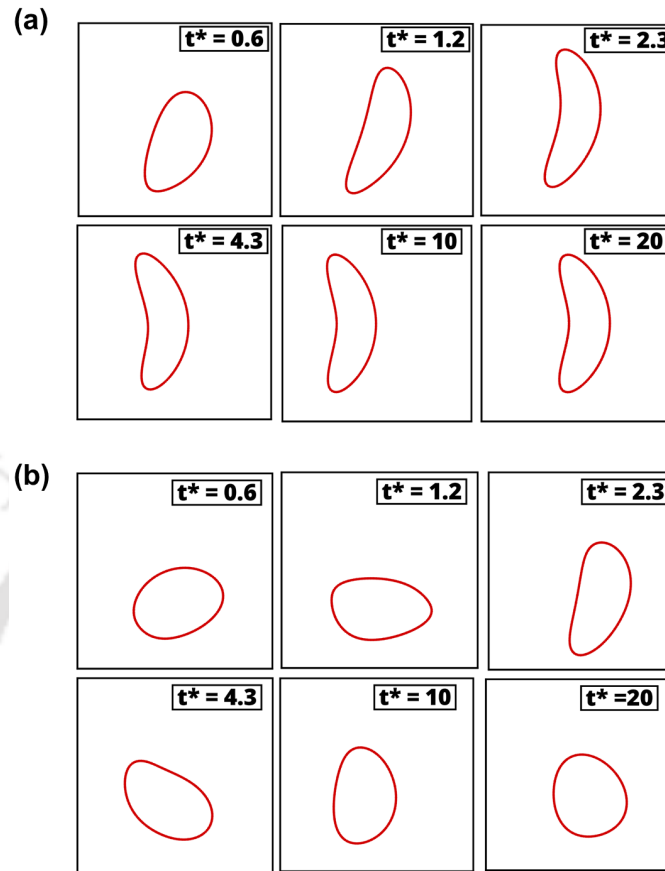 (a)
t* = 0.6
t* = 1.2
t* = 2.3
t* = 4.3
t* = 10
t* = 20
(b)
t* = 0.6
t* = 1.2
t* = 2.3
t* = 4.3
t* = 10
t* =20